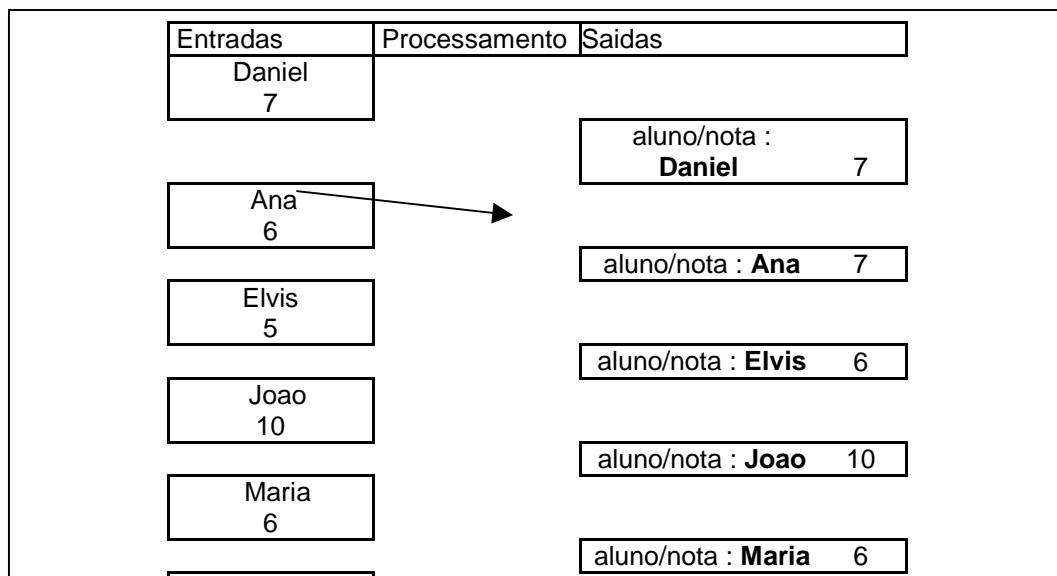 Entradas Processamento Saidas
Daniel
7
aluno/nota :
Daniel 7
Ana
6
aluno/nota : Ana 7
Elvis
5
aluno/nota : Elvis 6
Joao
10
aluno/nota : Joao 10
Maria
6
aluno/nota : Maria 6